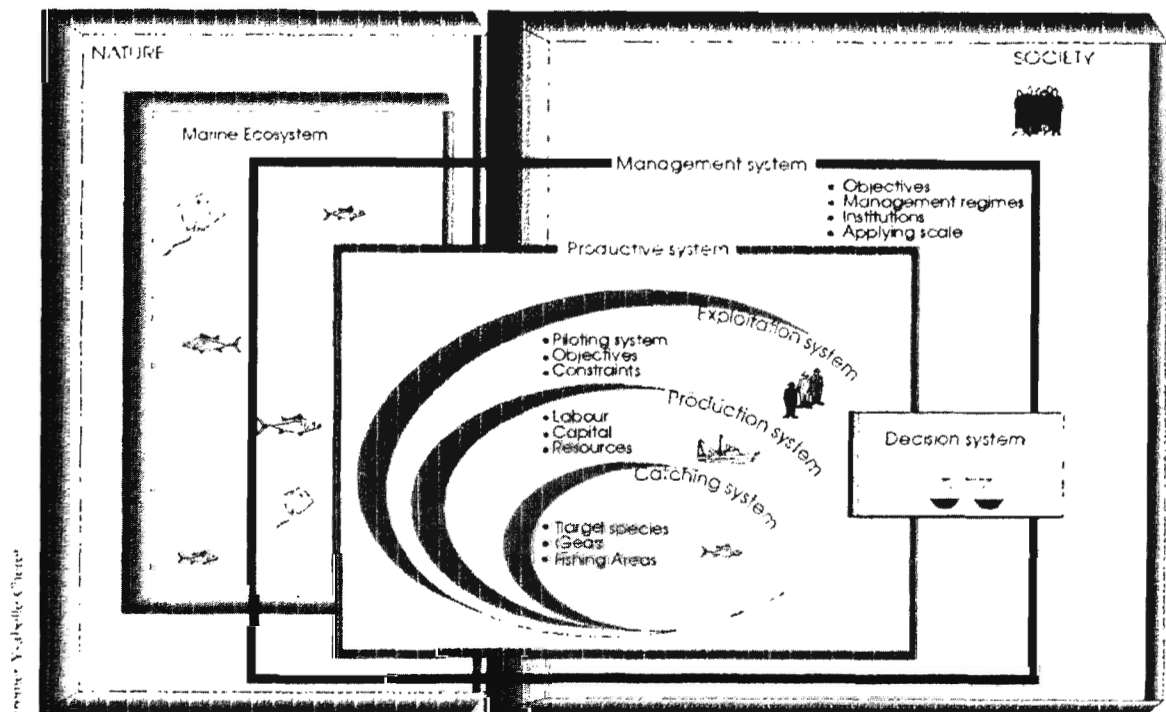 NATURE
SOCIETY
Marine Ecosystem
Management system
• Objectives
• Management regimes
• Institutions
• Applying scale
Productive system
Exploitation system
• Piloting system
• Objectives
• Constraints
Production system
• Labour
• Capital
• Resources
Decision system
Catching system
• Target species
• Gears
• Fishing Areas